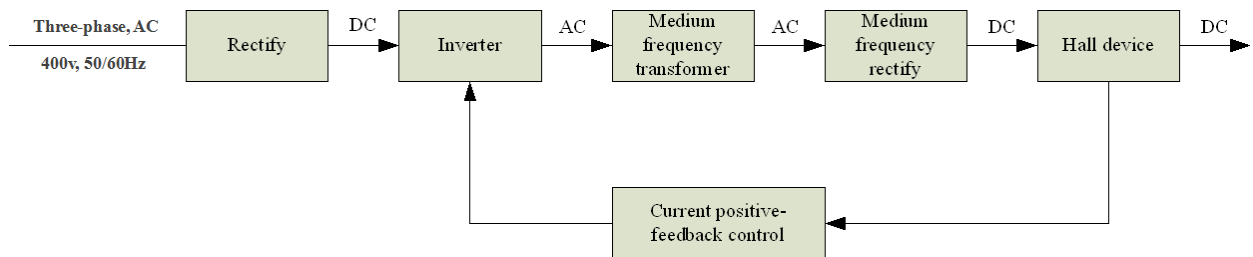 Three-phase, AC
400v, 50/60Hz
Rectify
DC
Inverter
AC
Medium
frequency
transformer
AC
Medium
frequency
rectify
DC
Hall device
DC
Current positive-
feedback control